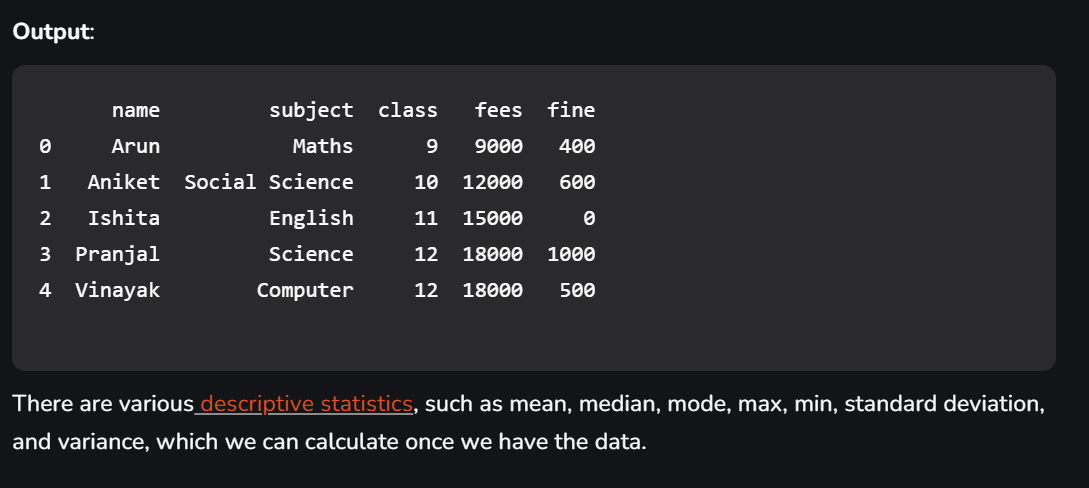 Output:
name subject class fees fine
0 Arun Maths 9 9000 400
1 Aniket Social Science 10 12000 600
2 Ishita English 11 15000 0
3 Pranjal Science 12 18000 1000
4 Vinayak Computer 12 18000 500
There are various descriptive statistics, such as mean, median, mode, max, min, standard deviation,
and variance, which we can calculate once we have the data.